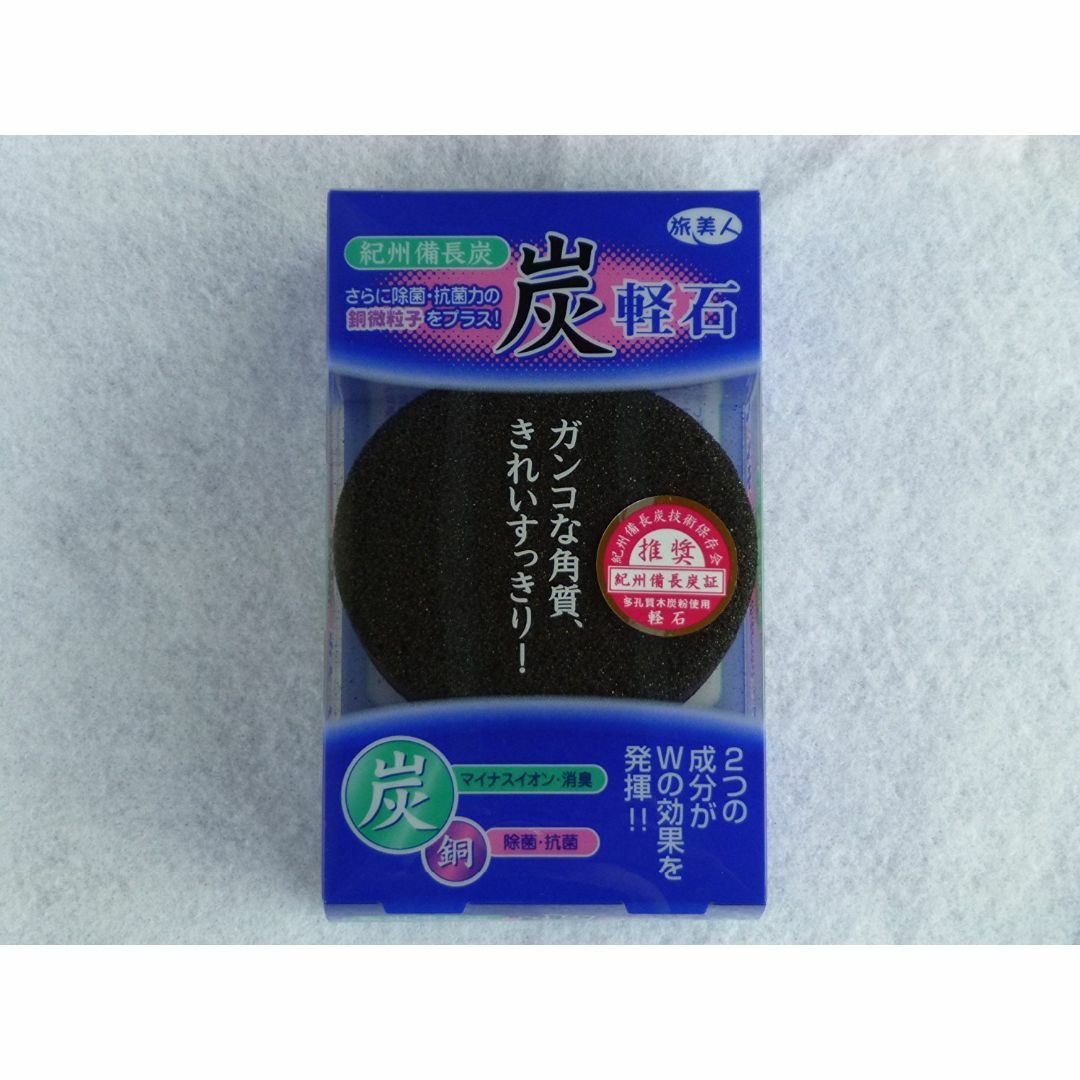 旅美人
紀州備長炭
さらに除菌・抗菌力の
銅微粒子をプラス!
炭軽石
ガンコな角質、
きれいすっきり!
紀州備長炭技術保存会
推奨
紀州備長炭証
多孔質木炭粉使用
軽石
炭
マイナスイオン・消臭
銅
除菌・抗菌
2つの
成分が
Wの効果を
発揮!!